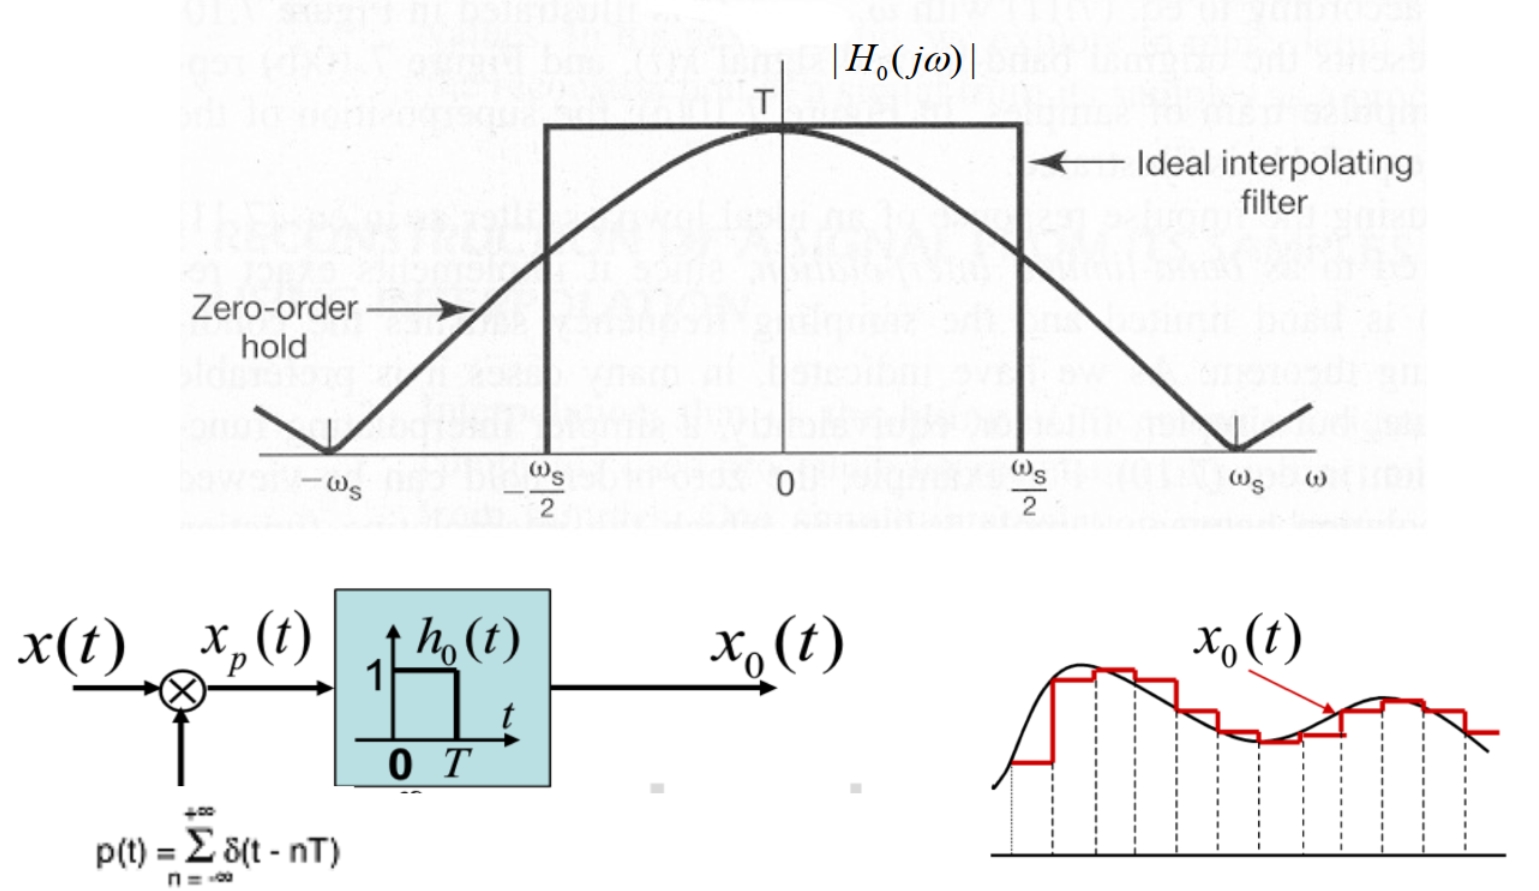 |H₀(jω)|
T
Ideal interpolating
filter
Zero-order
hold
−ωs
−ωs/2
0
ωs/2
ωs ω
x(t)
xp(t)
h₀(t)
1
t
0 T
x₀(t)
x₀(t)
+∞
p(t) = Σ δ(t - nT)
n = -∞